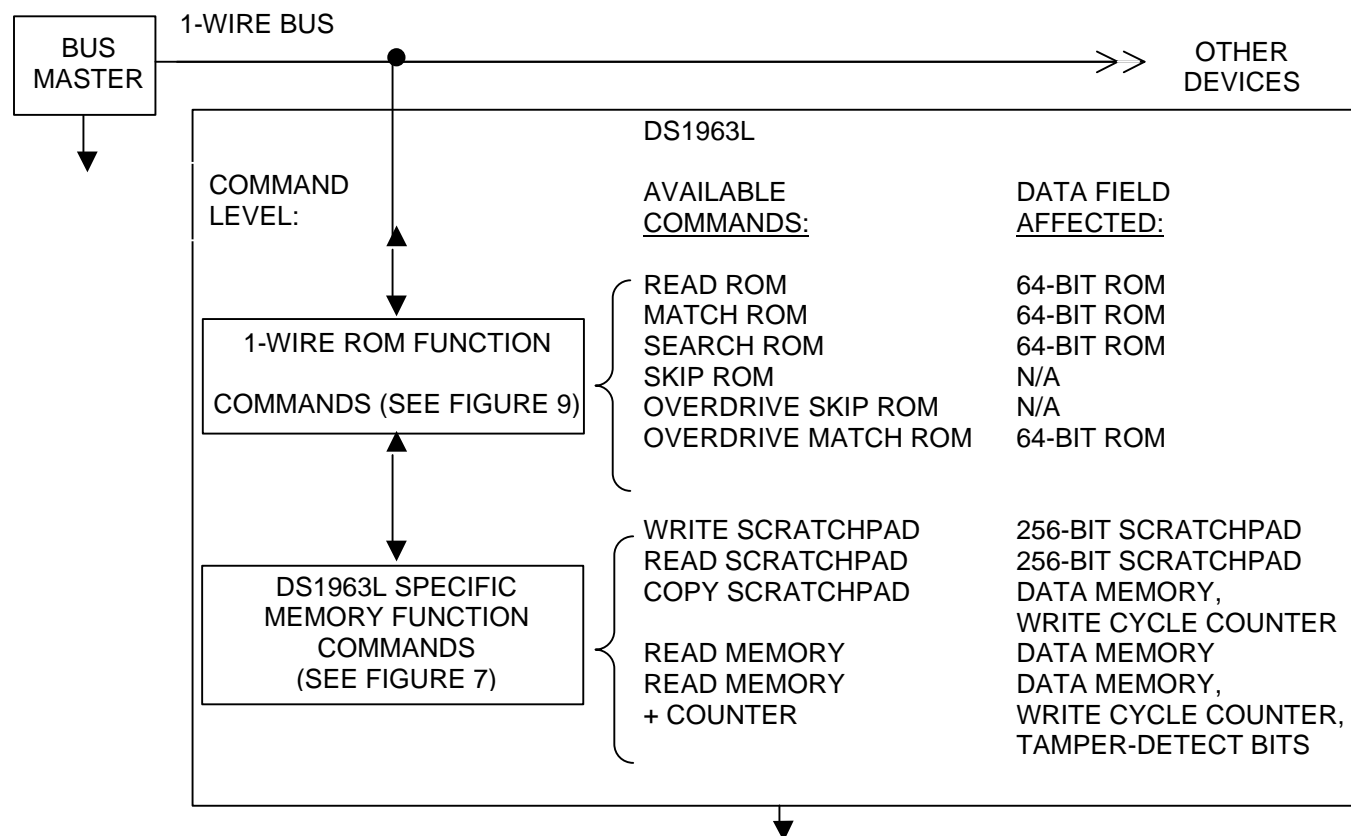 1-WIRE BUS
BUS
MASTER
OTHER
DEVICES
DS1963L
COMMAND
LEVEL:
AVAILABLE
COMMANDS:
DATA FIELD
AFFECTED:
1-WIRE ROM FUNCTION
COMMANDS (SEE FIGURE 9)
READ ROM 64-BIT ROM
MATCH ROM 64-BIT ROM
SEARCH ROM 64-BIT ROM
SKIP ROM N/A
OVERDRIVE SKIP ROM N/A
OVERDRIVE MATCH ROM 64-BIT ROM
DS1963L SPECIFIC
MEMORY FUNCTION
COMMANDS
(SEE FIGURE 7)
WRITE SCRATCHPAD 256-BIT SCRATCHPAD
READ SCRATCHPAD 256-BIT SCRATCHPAD
COPY SCRATCHPAD DATA MEMORY,
WRITE CYCLE COUNTER
READ MEMORY DATA MEMORY
READ MEMORY DATA MEMORY,
+ COUNTER WRITE CYCLE COUNTER,
TAMPER-DETECT BITS